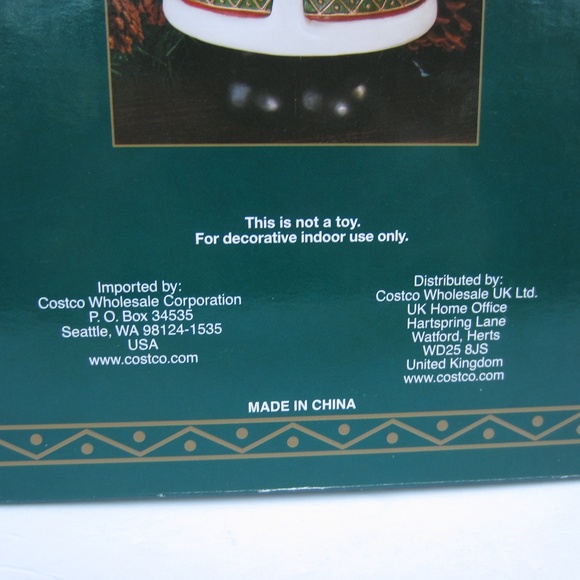 This is not a toy.
For decorative indoor use only.
Imported by:
Costco Wholesale Corporation
P. O. Box 34535
Seattle, WA 98124-1535
USA
www.costco.com
Distributed by:
Costco Wholesale UK Ltd.
UK Home Office
Hartspring Lane
Watford, Herts
WD25 8JS
United Kingdom
www.costco.com
MADE IN CHINA